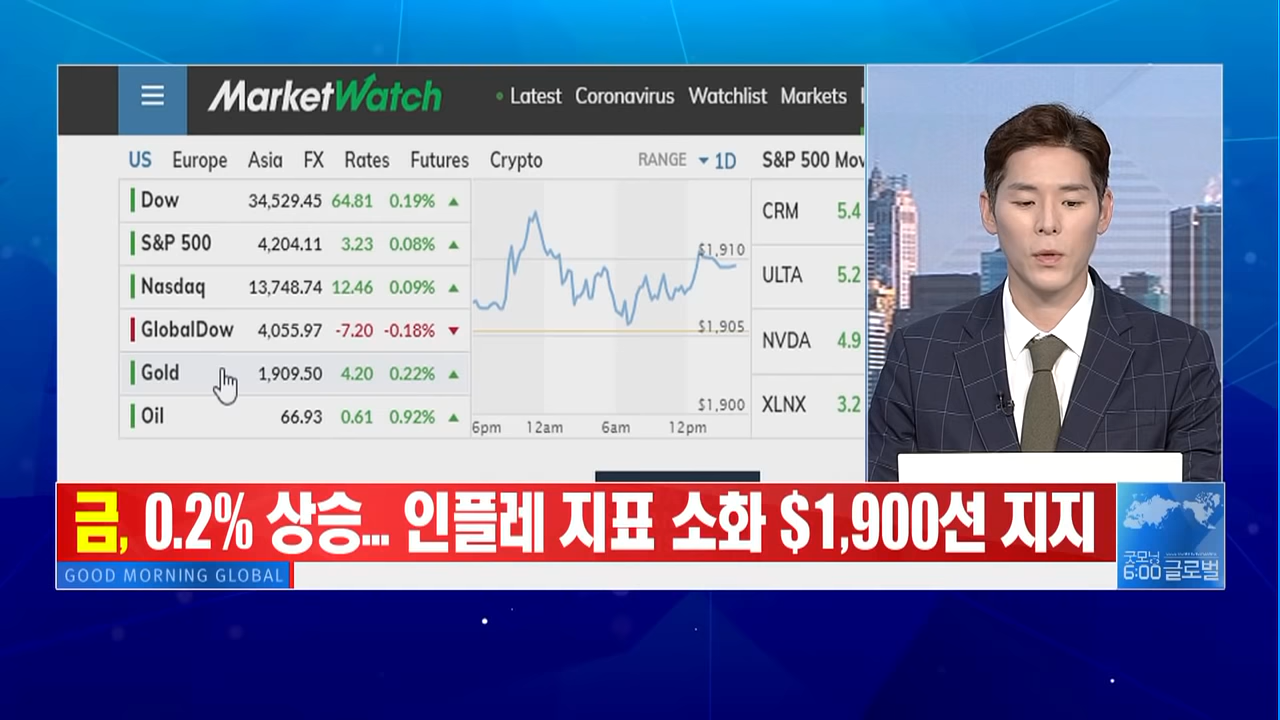 MarketWatch
Latest Coronavirus Watchlist Markets
US Europe Asia FX Rates Futures Crypto RANGE 1D S&P 500 Mov
Dow 34,529.45 64.81 0.19%
S&P 500 4,204.11 3.23 0.08%
Nasdaq 13,748.74 12.46 0.09%
GlobalDow 4,055.97 -7.20 -0.18%
Gold 1,909.50 4.20 0.22%
Oil 66.93 0.61 0.92%
$1,910
$1,905
$1,900
6pm 12am 6am 12pm
CRM 5.4
ULTA 5.2
NVDA 4.9
XLNX 3.2
금, 0.2% 상승... 인플레 지표 소화 $1,900선 지지
GOOD MORNING GLOBAL
굿모닝
6:00 글로벌